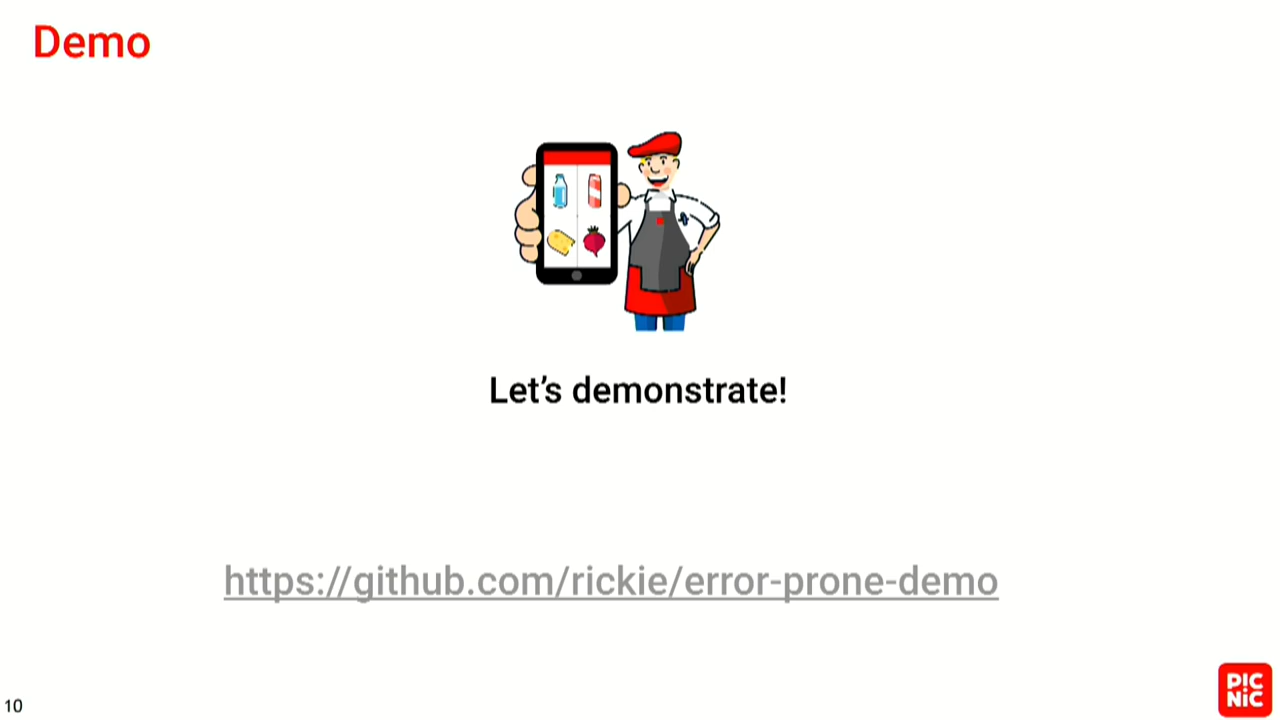 Demo
Let’s demonstrate!
https://github.com/rickie/error-prone-demo
10
PIC
NIC